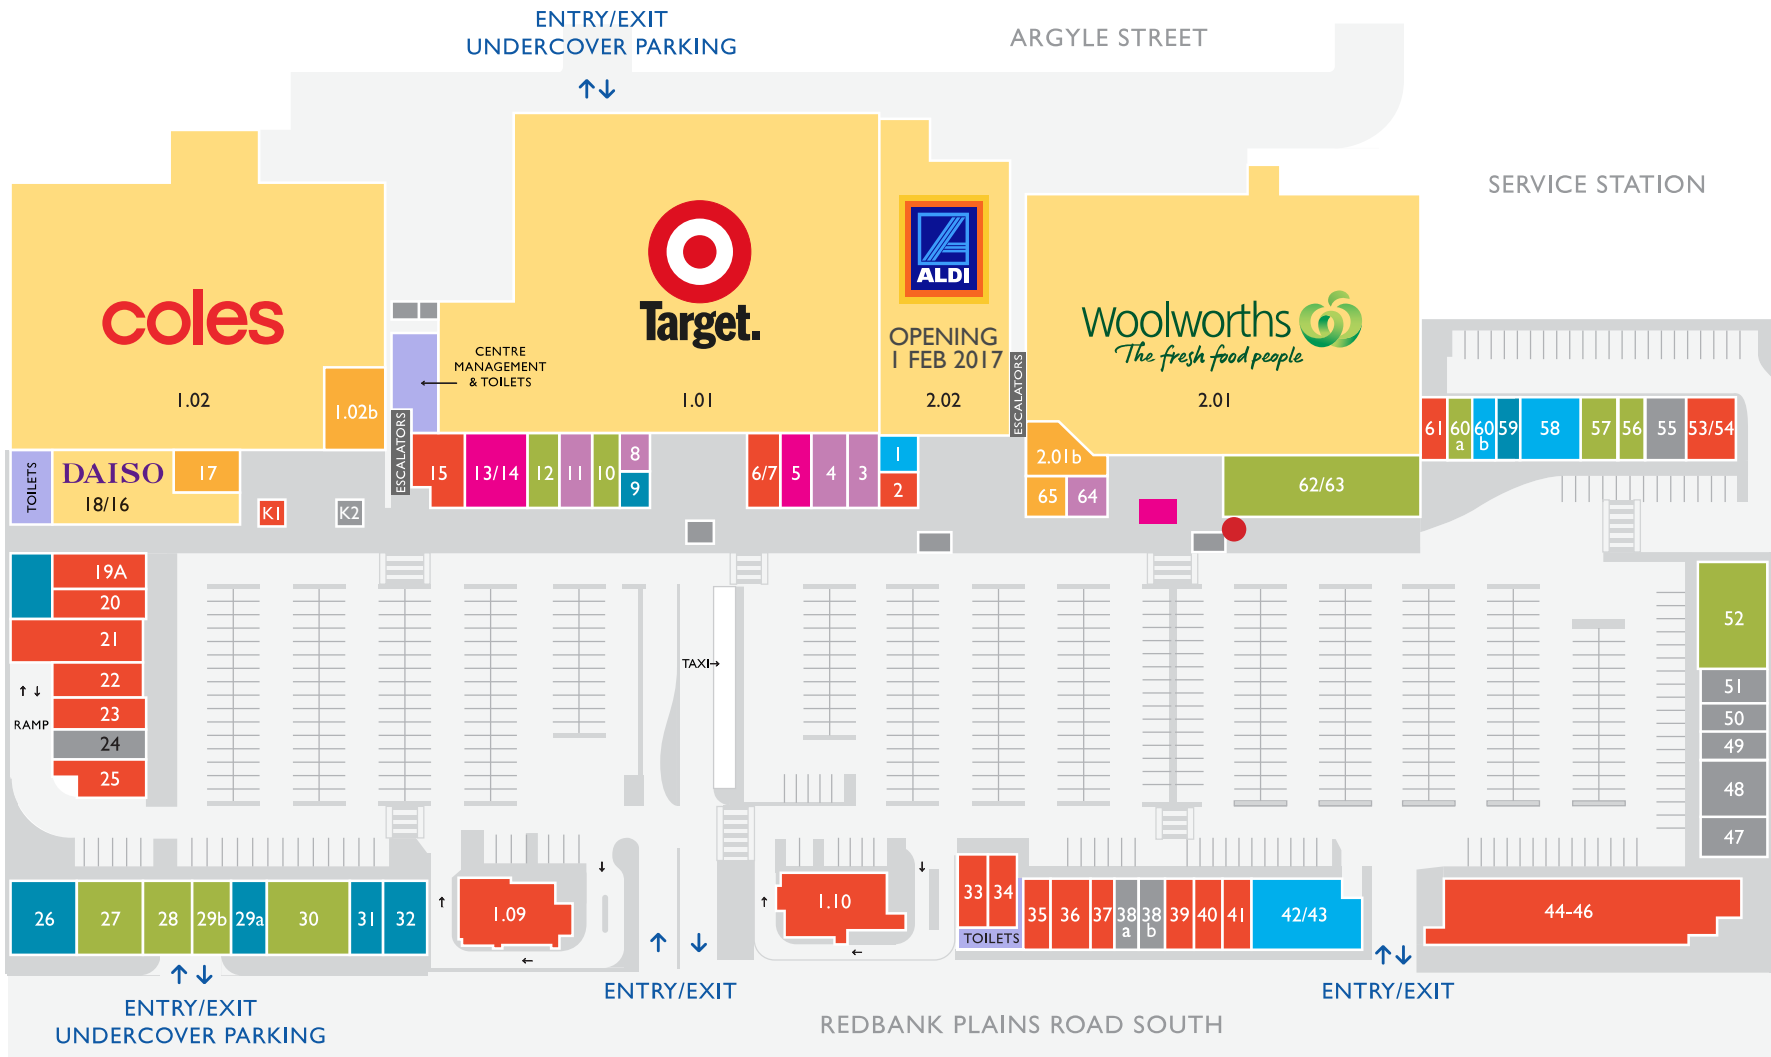 ENTRY/EXIT
UNDERCOVER PARKING
ARGYLE STREET
SERVICE STATION
coles
1.02
1.02b
Target.
1.01
CENTRE
MANAGEMENT
& TOILETS
ALDI
OPENING
1 FEB 2017
2.02
Woolworths
The fresh food people
2.01
ESCALATORS
ESCALATORS
TOILETS
DAISO
18/16
17
K1
K2
15
13/14
12
11
10
8
9
6/7
5
4
3
1
2
2.01b
65
64
62/63
61
60
a
60
b
59
58
57
56
55
53/54
19A
20
21
22
23
24
25
RAMP
TAXI
52
51
50
49
48
47
26
27
28
29b
29a
30
31
32
1.09
1.10
33
34
TOILETS
35
36
37
38
a
38
b
39
40
41
42/43
44-46
ENTRY/EXIT
UNDERCOVER PARKING
ENTRY/EXIT
ENTRY/EXIT
REDBANK PLAINS ROAD SOUTH